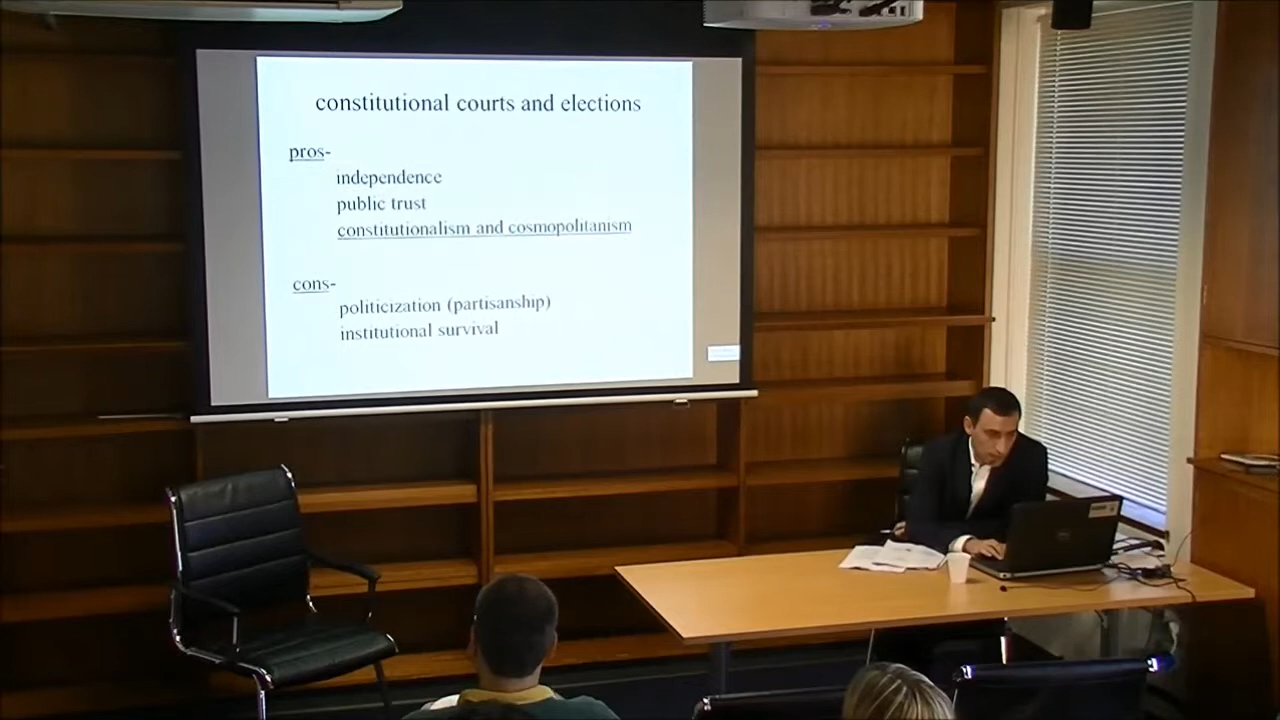 constitutional courts and elections
pros-
independence
public trust
constitutionalism and cosmopolitanism
cons-
politicization (partisanship)
institutional survival